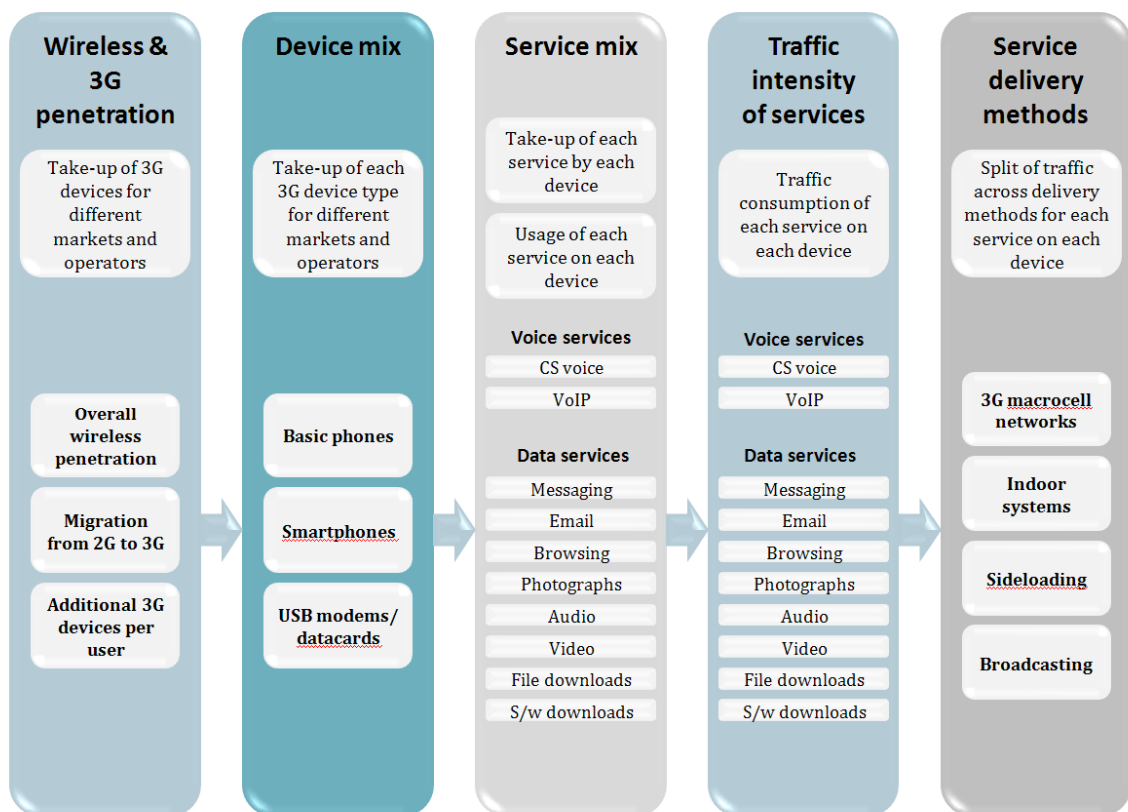 Wireless &
3G
penetration
Take-up of 3G
devices for
different
markets and
operators
Overall
wireless
penetration
Migration
from 2G to 3G
Additional 3G
devices per
user
Device mix
Take-up of each
3G device type
for different
markets and
operators
Basic phones
Smartphones
USB modems/
datacards
Service mix
Take-up of each
service by each
device
Usage of each
service on each
device
Voice services
CS voice
VoIP
Data services
Messaging
Email
Browsing
Photographs
Audio
Video
File downloads
S/w downloads
Traffic
intensity
of services
Traffic
consumption of
each service on
each device
Voice services
CS voice
VoIP
Data services
Messaging
Email
Browsing
Photographs
Audio
Video
File downloads
S/w downloads
Service
delivery
methods
Split of traffic
across delivery
methods for each
service on each
device
3G macrocell
networks
Indoor
systems
Sideloading
Broadcasting